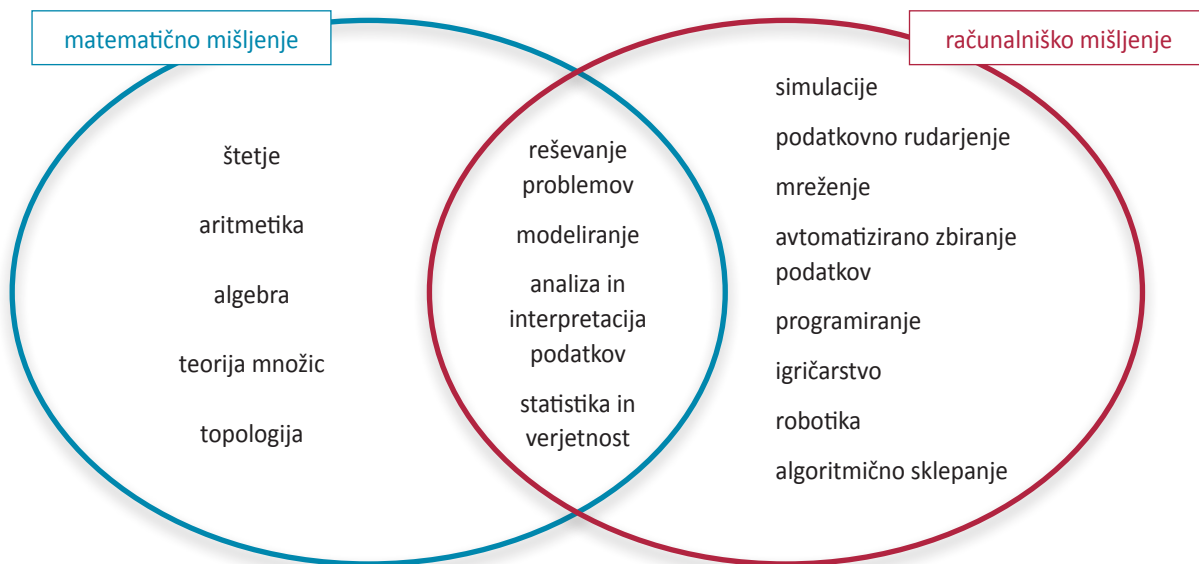 matematično mišljenje
štetje
aritmetika
algebra
teorija množic
topologija
reševanje
problemov
modeliranje
analiza in
interpretacija
podatkov
statistika in
verjetnost
računalniško mišljenje
simulacije
podatkovno rudarjenje
mreženje
avtomatizirano zbiranje
podatkov
programiranje
igričarstvo
robotika
algoritmično sklepanje